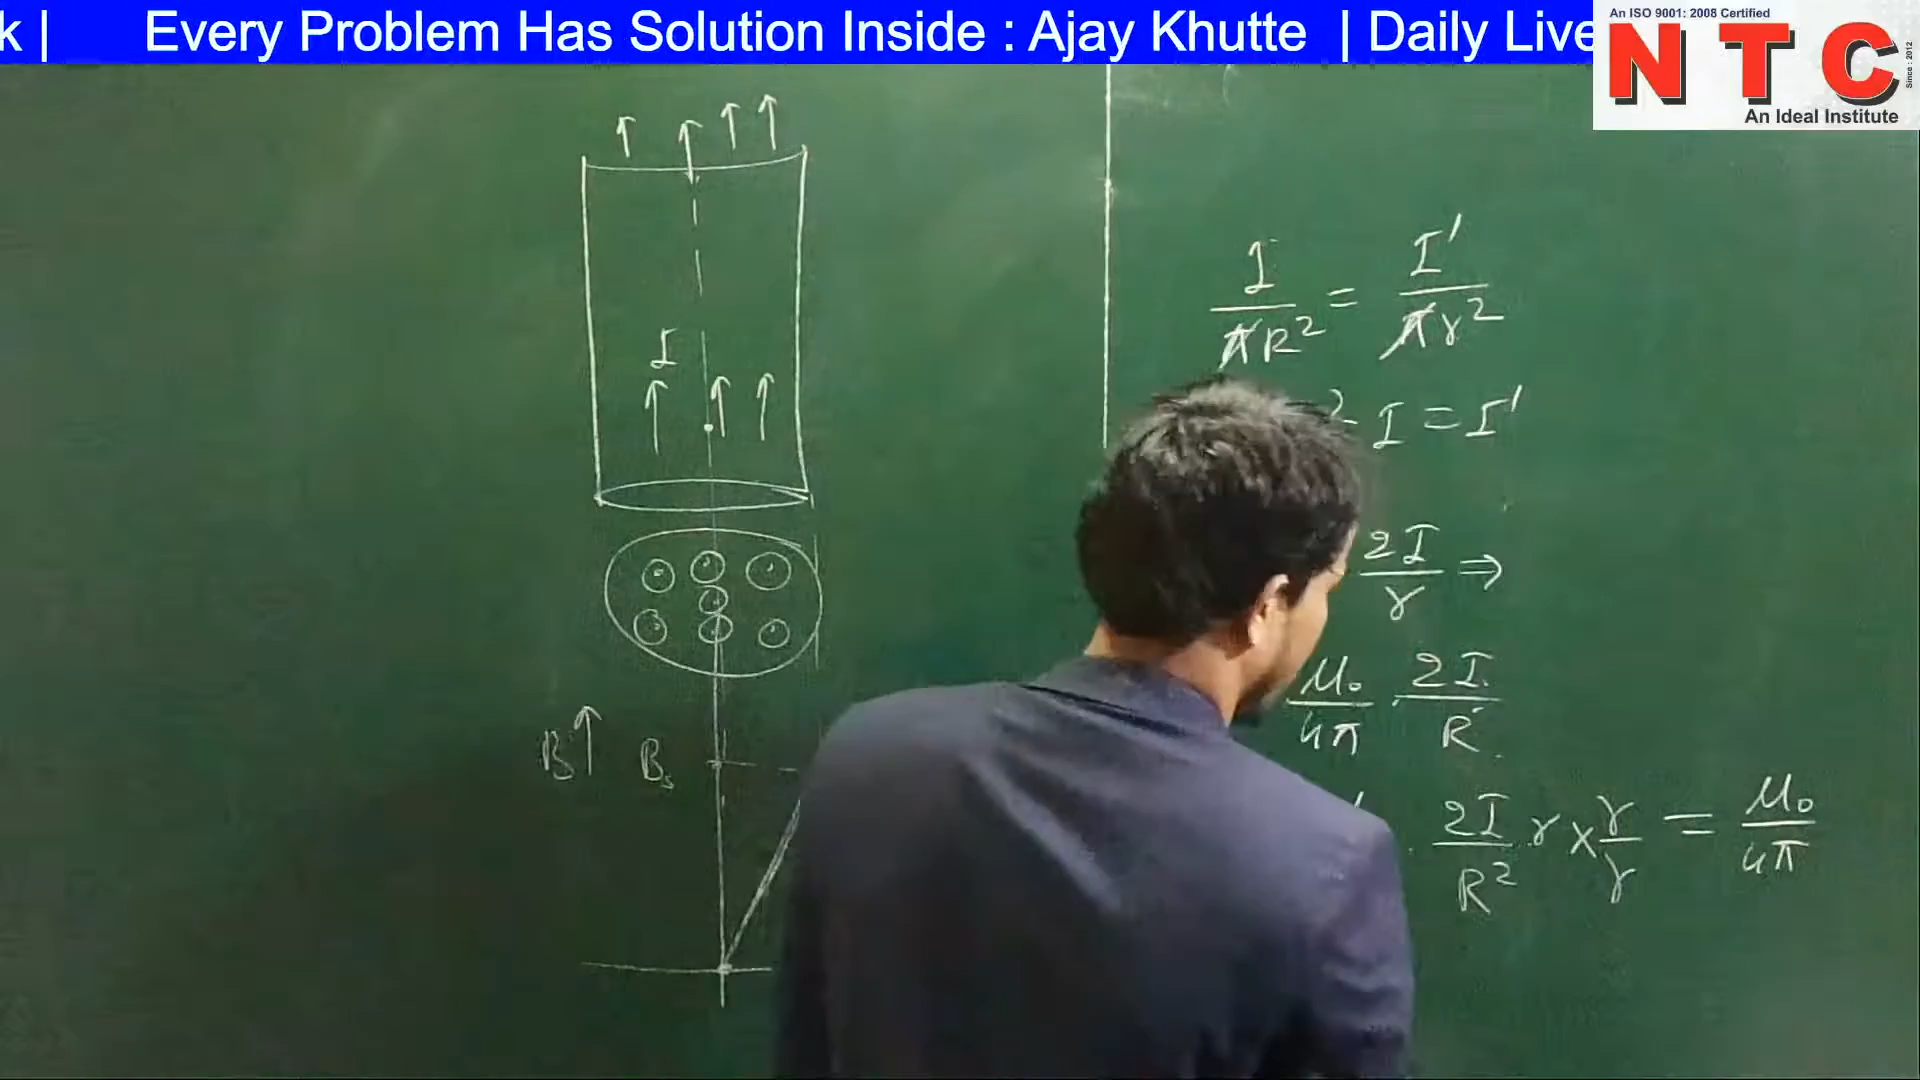 k |       Every Problem Has Solution Inside : Ajay Khutte  | Daily Live
An ISO 9001: 2008 Certified
NTC
Since : 2012
An Ideal Institute
I
B↑ B_s
I/(πR²) = I'/(πr²)
I = I'
2I/r ⇒
μ₀/4π · 2I/R
2I/R² · r × r/r = μ₀/4π